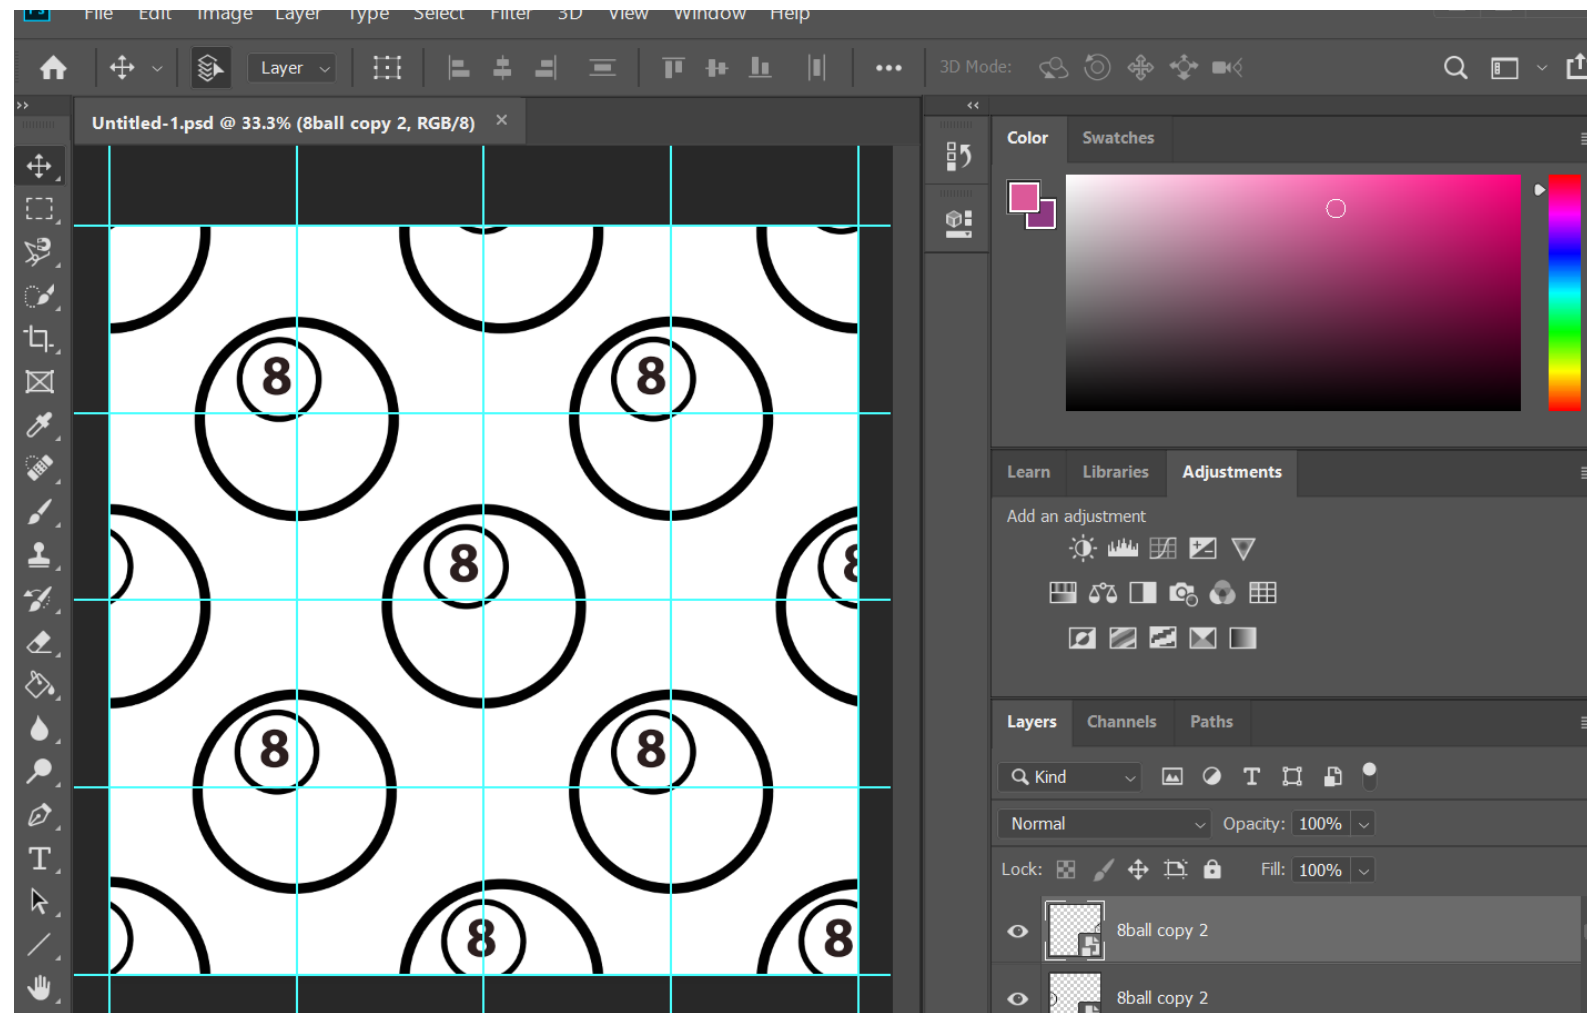 Ps File Edit Image Layer Type Select Filter 3D View Window Help
Layer 3D Mode:
Untitled-1.psd @ 33.3% (8ball copy 2, RGB/8) ×
Color Swatches
8 8
Learn Libraries Adjustments
Add an adjustment
8 8
Layers Channels Paths
8 8
Kind
Normal Opacity: 100%
Lock: Fill: 100%
8 8
8ball copy 2
8ball copy 2